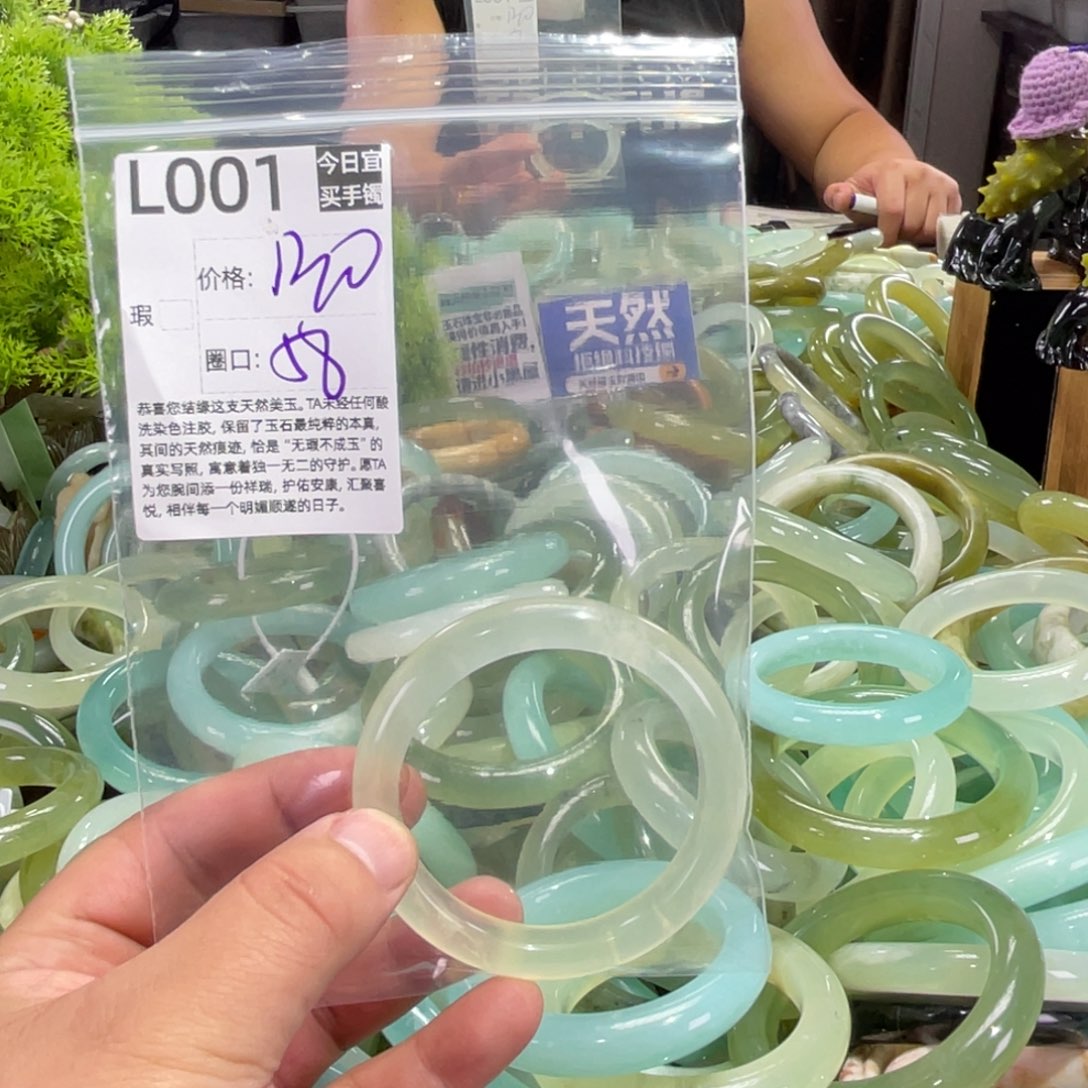 L001
今日宜
买手镯
价格: 130
瑕
圈口: 58
恭喜您结缘这支天然美玉。TA未经任何酸
洗染色注胶, 保留了玉石最纯粹的本真,
其间的天然痕迹, 恰是“无瑕不成玉”的
真实写照, 寓意着独一无二的守护。愿TA
为您腕间添一份祥瑞, 护佑安康, 汇聚喜
悦, 相伴每一个明媚顺遂的日子。
天然